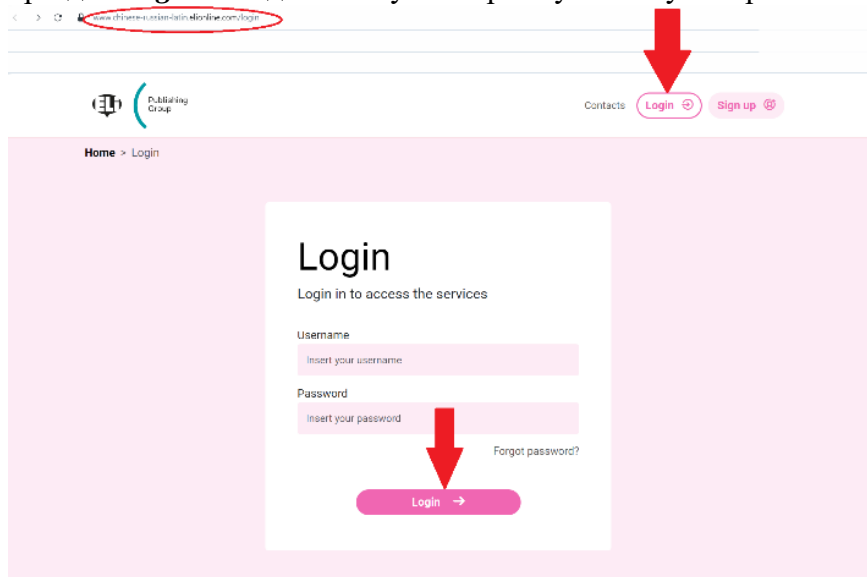 www.chinese-russian-latin.elionline.com/login
ELi Publishing
Group
Contacts Login Sign up
Home > Login
Login
Login in to access the services
Username
Insert your username
Password
Insert your password
Forgot password?
Login →